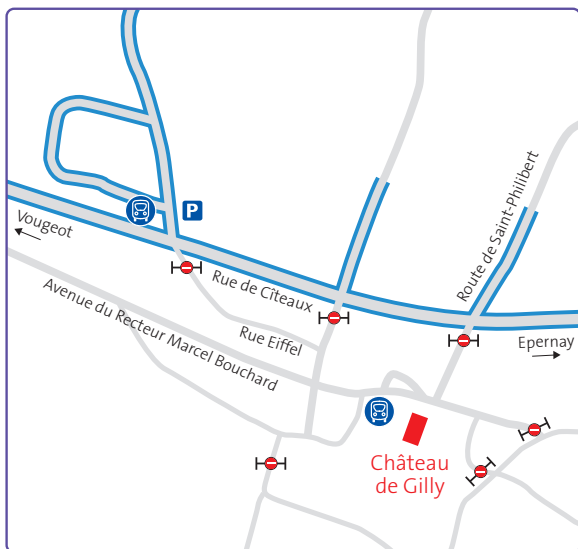 P
Route de Saint-Philibert
Vougeot
Rue de Cîteaux
Avenue du Recteur Marcel Bouchard
Rue Eiffel
Epernay
Château
de Gilly